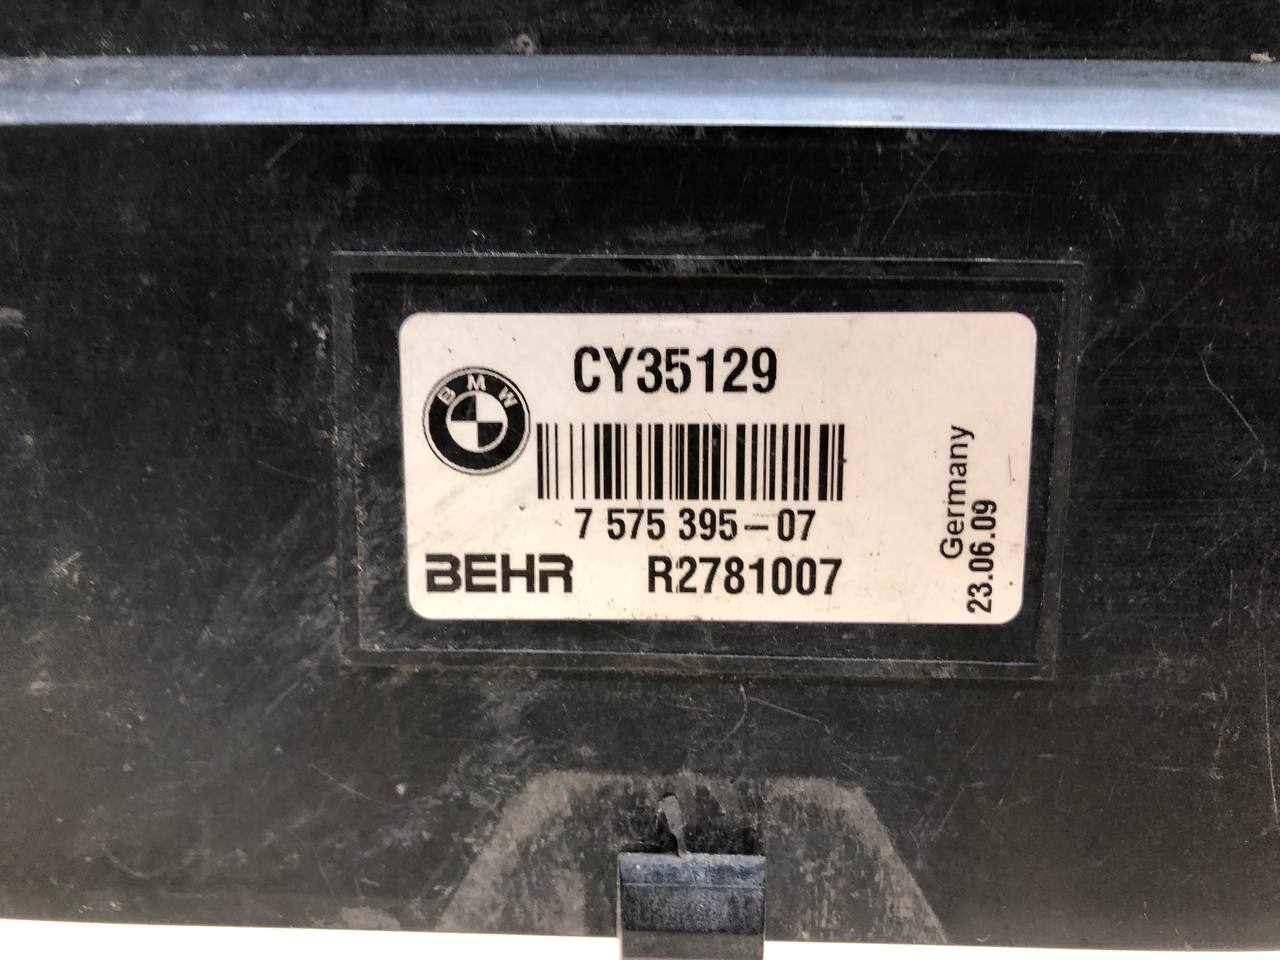 CY35129
BMW
7 575 395-07
BEHR R2781007
Germany
23.06.09